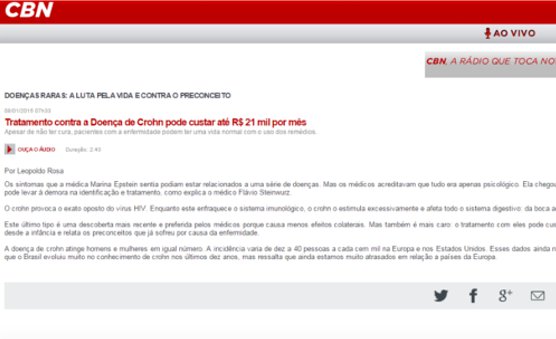 CBN
AO VIVO
CBN, A RÁDIO QUE TOCA NO
DOENÇAS RARAS: A LUTA PELA VIDA E CONTRA O PRECONCEITO
Tratamento contra a Doença de Crohn pode custar até R$ 21 mil por mês
Apesar de não ter cura, pacientes com a enfermidade podem ter uma vida normal com o uso dos remédios.
OUÇA O ÁUDIO Duração: 2:43
Por Leopoldo Rosa
Os sintomas que a médica Marina Epstein sentia podiam estar relacionados a uma série de doenças. Mas os médicos acreditavam que tudo era apenas psicológico. Ela chego
pode levar à demora na identificação e tratamento, como explica o médico Flávio Steinwurz.
O crohn provoca o exato oposto do vírus HIV. Enquanto este enfraquece o sistema imunológico, o crohn o estimula excessivamente e afeta todo o sistema digestivo da boca a
Este último tipo é uma descoberta mais recente e preferida pelos médicos porque causa menos efeitos colaterais. Mas também é mais caro: o tratamento com eles pode cus
desde a infância e relata os preconceitos que já sofreu por causa da enfermidade.
A doença de crohn atinge homens e mulheres em igual número. A incidência varia de dez a 40 pessoas a cada cem mil na Europa e nos Estados Unidos. Esses dados ainda n
que o Brasil evoluiu muito no conhecimento de crohn nos últimos dez anos, mas ressalta que ainda estamos muito atrasados em relação a países da Europa.